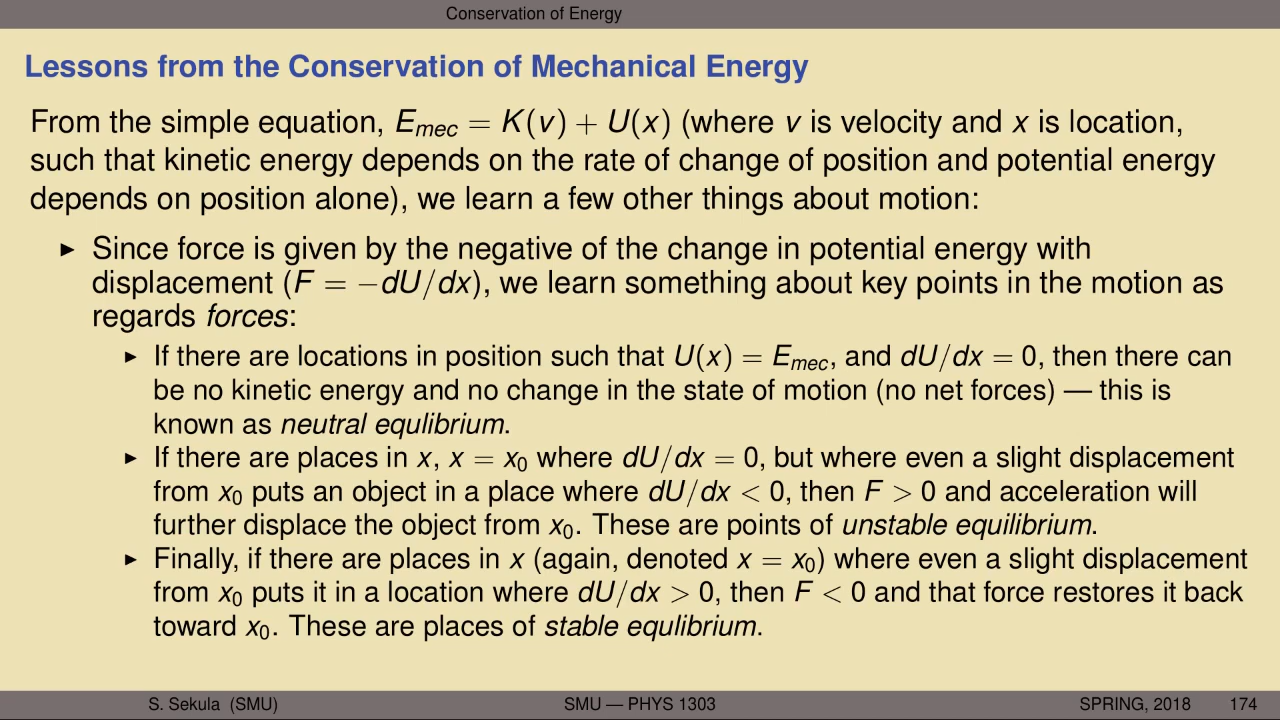 Conservation of Energy
Lessons from the Conservation of Mechanical Energy
From the simple equation, E_mec = K(v) + U(x) (where v is velocity and x is location,
such that kinetic energy depends on the rate of change of position and potential energy
depends on position alone), we learn a few other things about motion:
▶ Since force is given by the negative of the change in potential energy with
displacement (F = −dU/dx), we learn something about key points in the motion as
regards forces:
▶ If there are locations in position such that U(x) = E_mec, and dU/dx = 0, then there can
be no kinetic energy and no change in the state of motion (no net forces) — this is
known as neutral equlibrium.
▶ If there are places in x, x = x₀ where dU/dx = 0, but where even a slight displacement
from x₀ puts an object in a place where dU/dx < 0, then F > 0 and acceleration will
further displace the object from x₀. These are points of unstable equilibrium.
▶ Finally, if there are places in x (again, denoted x = x₀) where even a slight displacement
from x₀ puts it in a location where dU/dx > 0, then F < 0 and that force restores it back
toward x₀. These are places of stable equlibrium.
S. Sekula (SMU) SMU — PHYS 1303 SPRING, 2018 174